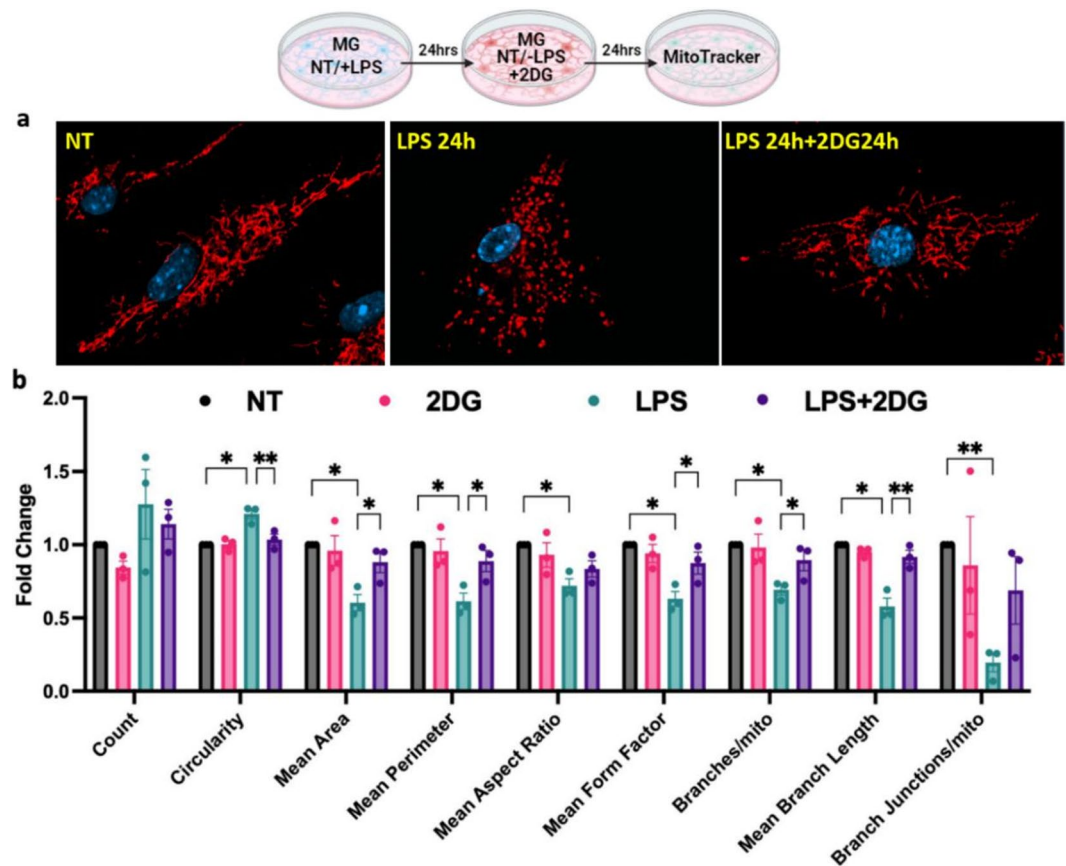 MG
NT/+LPS
24hrs
MG
NT/-LPS
+2DG
24hrs
MitoTracker
a
NT
LPS 24h
LPS 24h+2DG24h
b
NT
2DG
LPS
LPS+2DG
Fold Change
2.0
1.5
1.0
0.5
0.0
*
**
*
*
*
*
*
*
*
*
*
*
**
**
Count
Circularity
Mean Area
Mean Perimeter
Mean Aspect Ratio
Mean Form Factor
Branches/mito
Mean Branch Length
Branch Junctions/mito